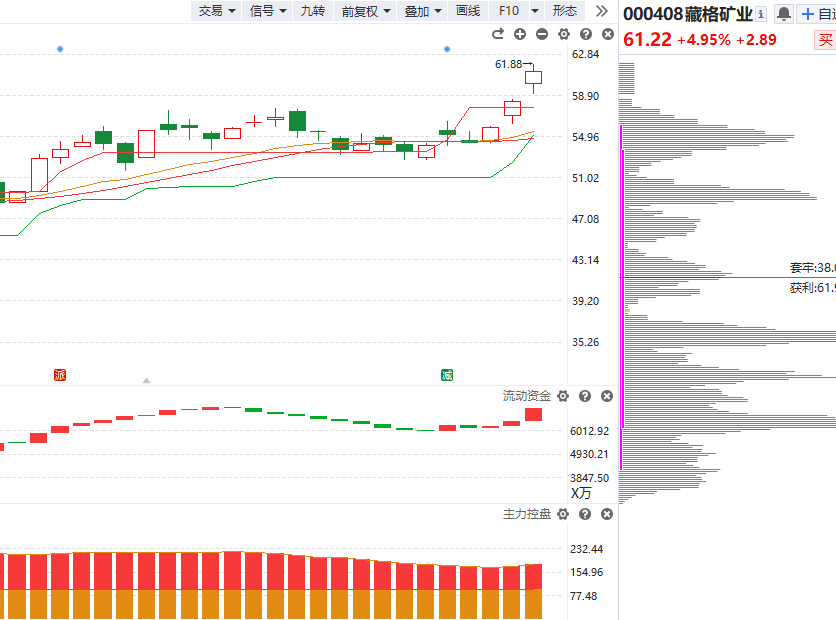 交易 信号 九转 前复权 叠加 画线 F10 形态
000408藏格矿业
61.22 +4.95% +2.89
买
62.84
61.88
58.90
54.96
51.02
47.08
43.14
套牢:38.
获利:61.
39.20
35.26
派
减
流动资金
6012.92
4930.21
3847.50
X万
主力控盘
232.44
154.96
77.48